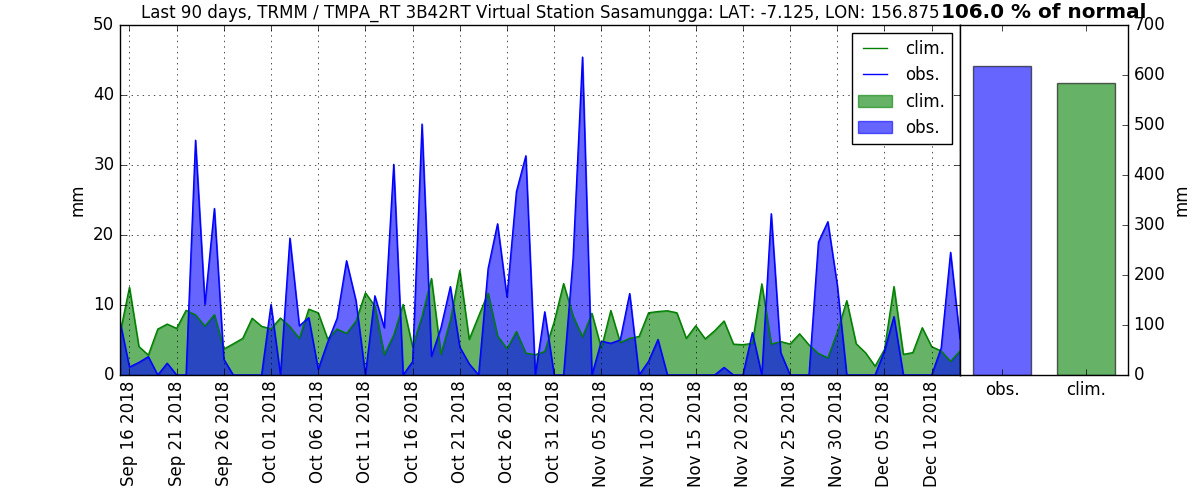 Last 90 days, TRMM / TMPA_RT 3B42RT Virtual Station Sasamungga: LAT: -7.125, LON: 156.875
106.0 % of normal
50
40
30
20
10
0
mm
clim.
obs.
clim.
obs.
Sep 16 2018
Sep 21 2018
Sep 26 2018
Oct 01 2018
Oct 06 2018
Oct 11 2018
Oct 16 2018
Oct 21 2018
Oct 26 2018
Oct 31 2018
Nov 05 2018
Nov 10 2018
Nov 15 2018
Nov 20 2018
Nov 25 2018
Nov 30 2018
Dec 05 2018
Dec 10 2018
700
600
500
400
300
200
100
0
mm
obs.
clim.